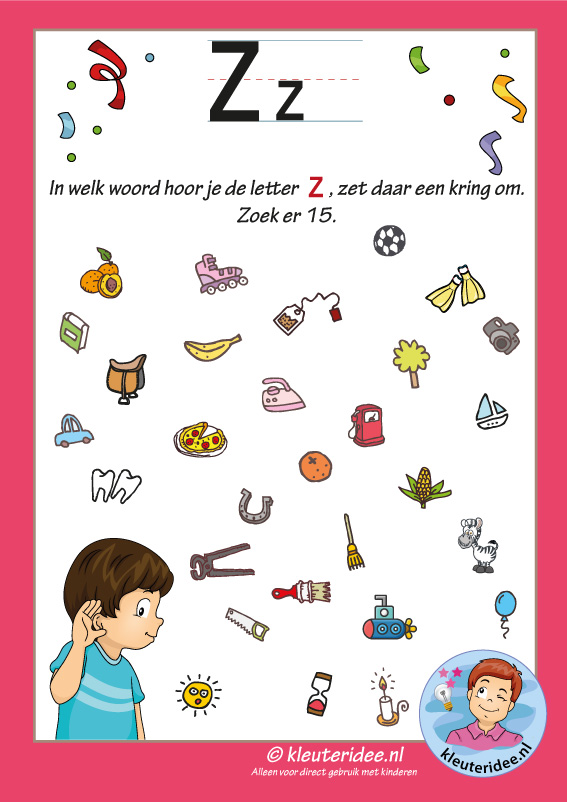 Z z
In welk woord hoor je de letter Z , zet daar een kring om.
Zoek er 15.
© kleuteridee.nl
Alleen voor direct gebruik met kinderen
kleuteridee.nl